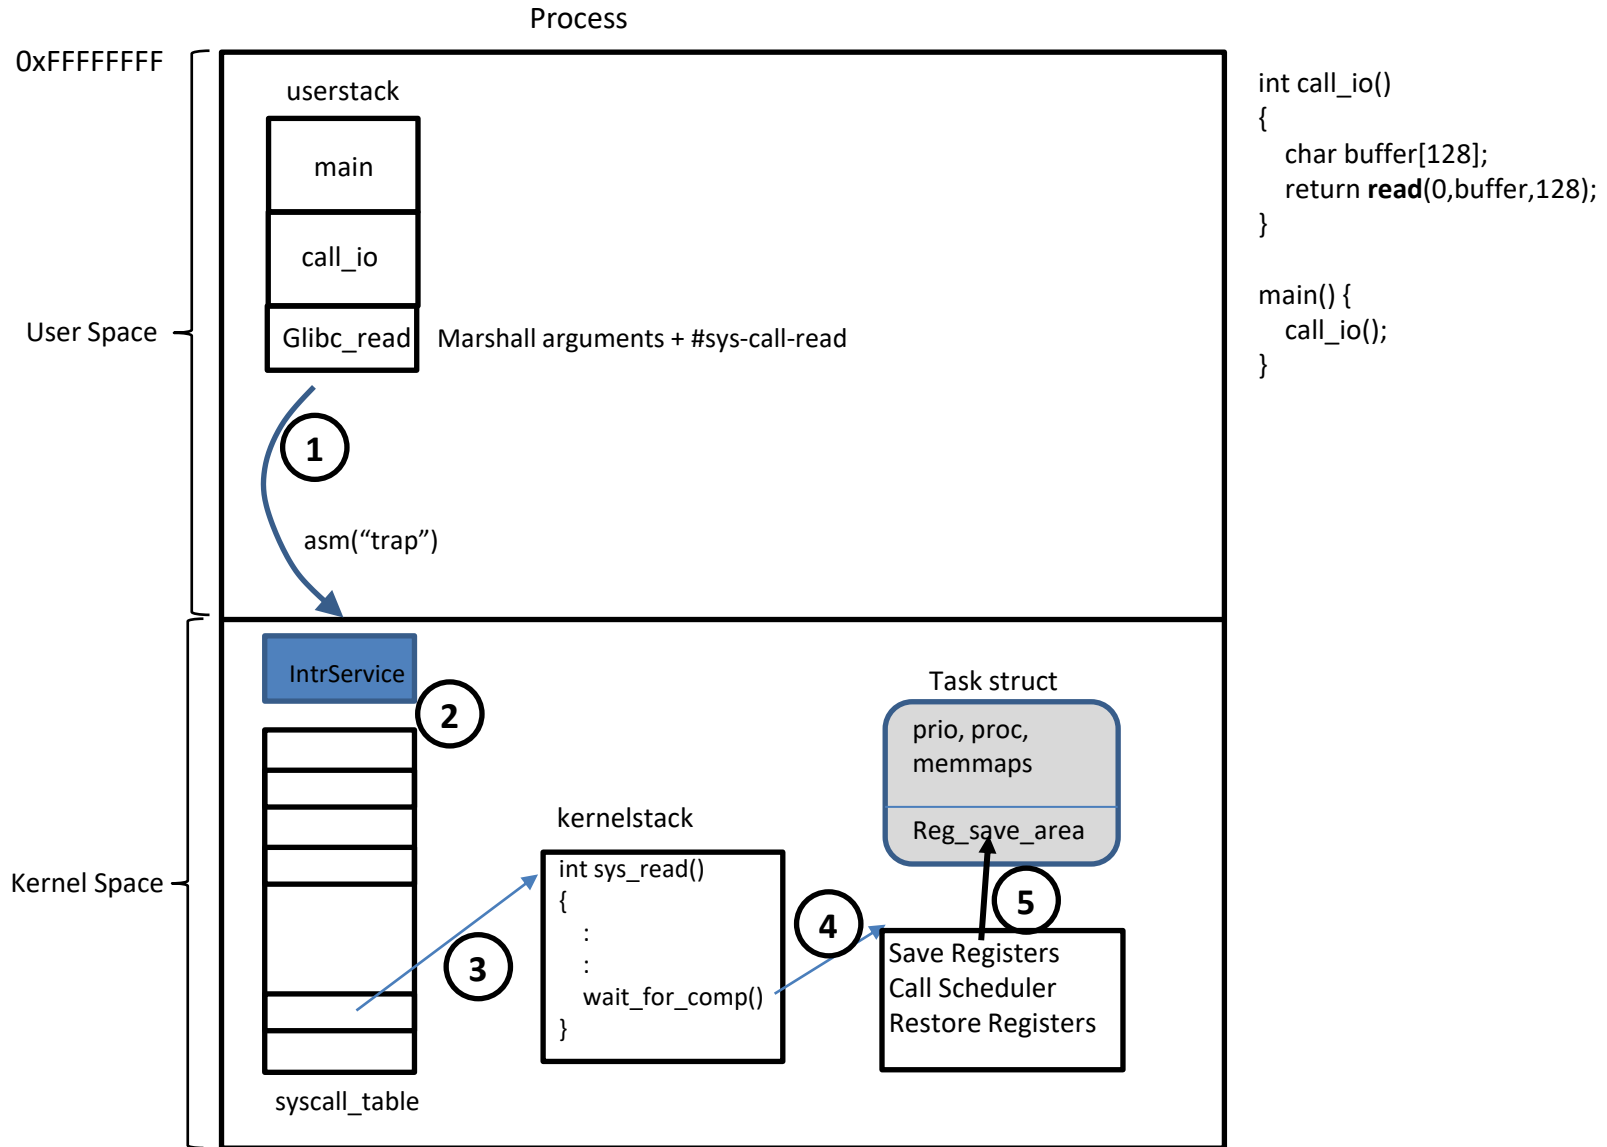 Process
0xFFFFFFFF
userstack
main
call_io
Glibc_read
Marshall arguments + #sys-call-read
User Space
1
asm(“trap”)
int call_io()
{
char buffer[128];
return read(0,buffer,128);
}
main() {
call_io();
}
IntrService
2
Kernel Space
syscall_table
3
kernelstack
int sys_read()
{
:
:
wait_for_comp()
}
4
Task struct
prio, proc,
memmaps
Reg_save_area
5
Save Registers
Call Scheduler
Restore Registers